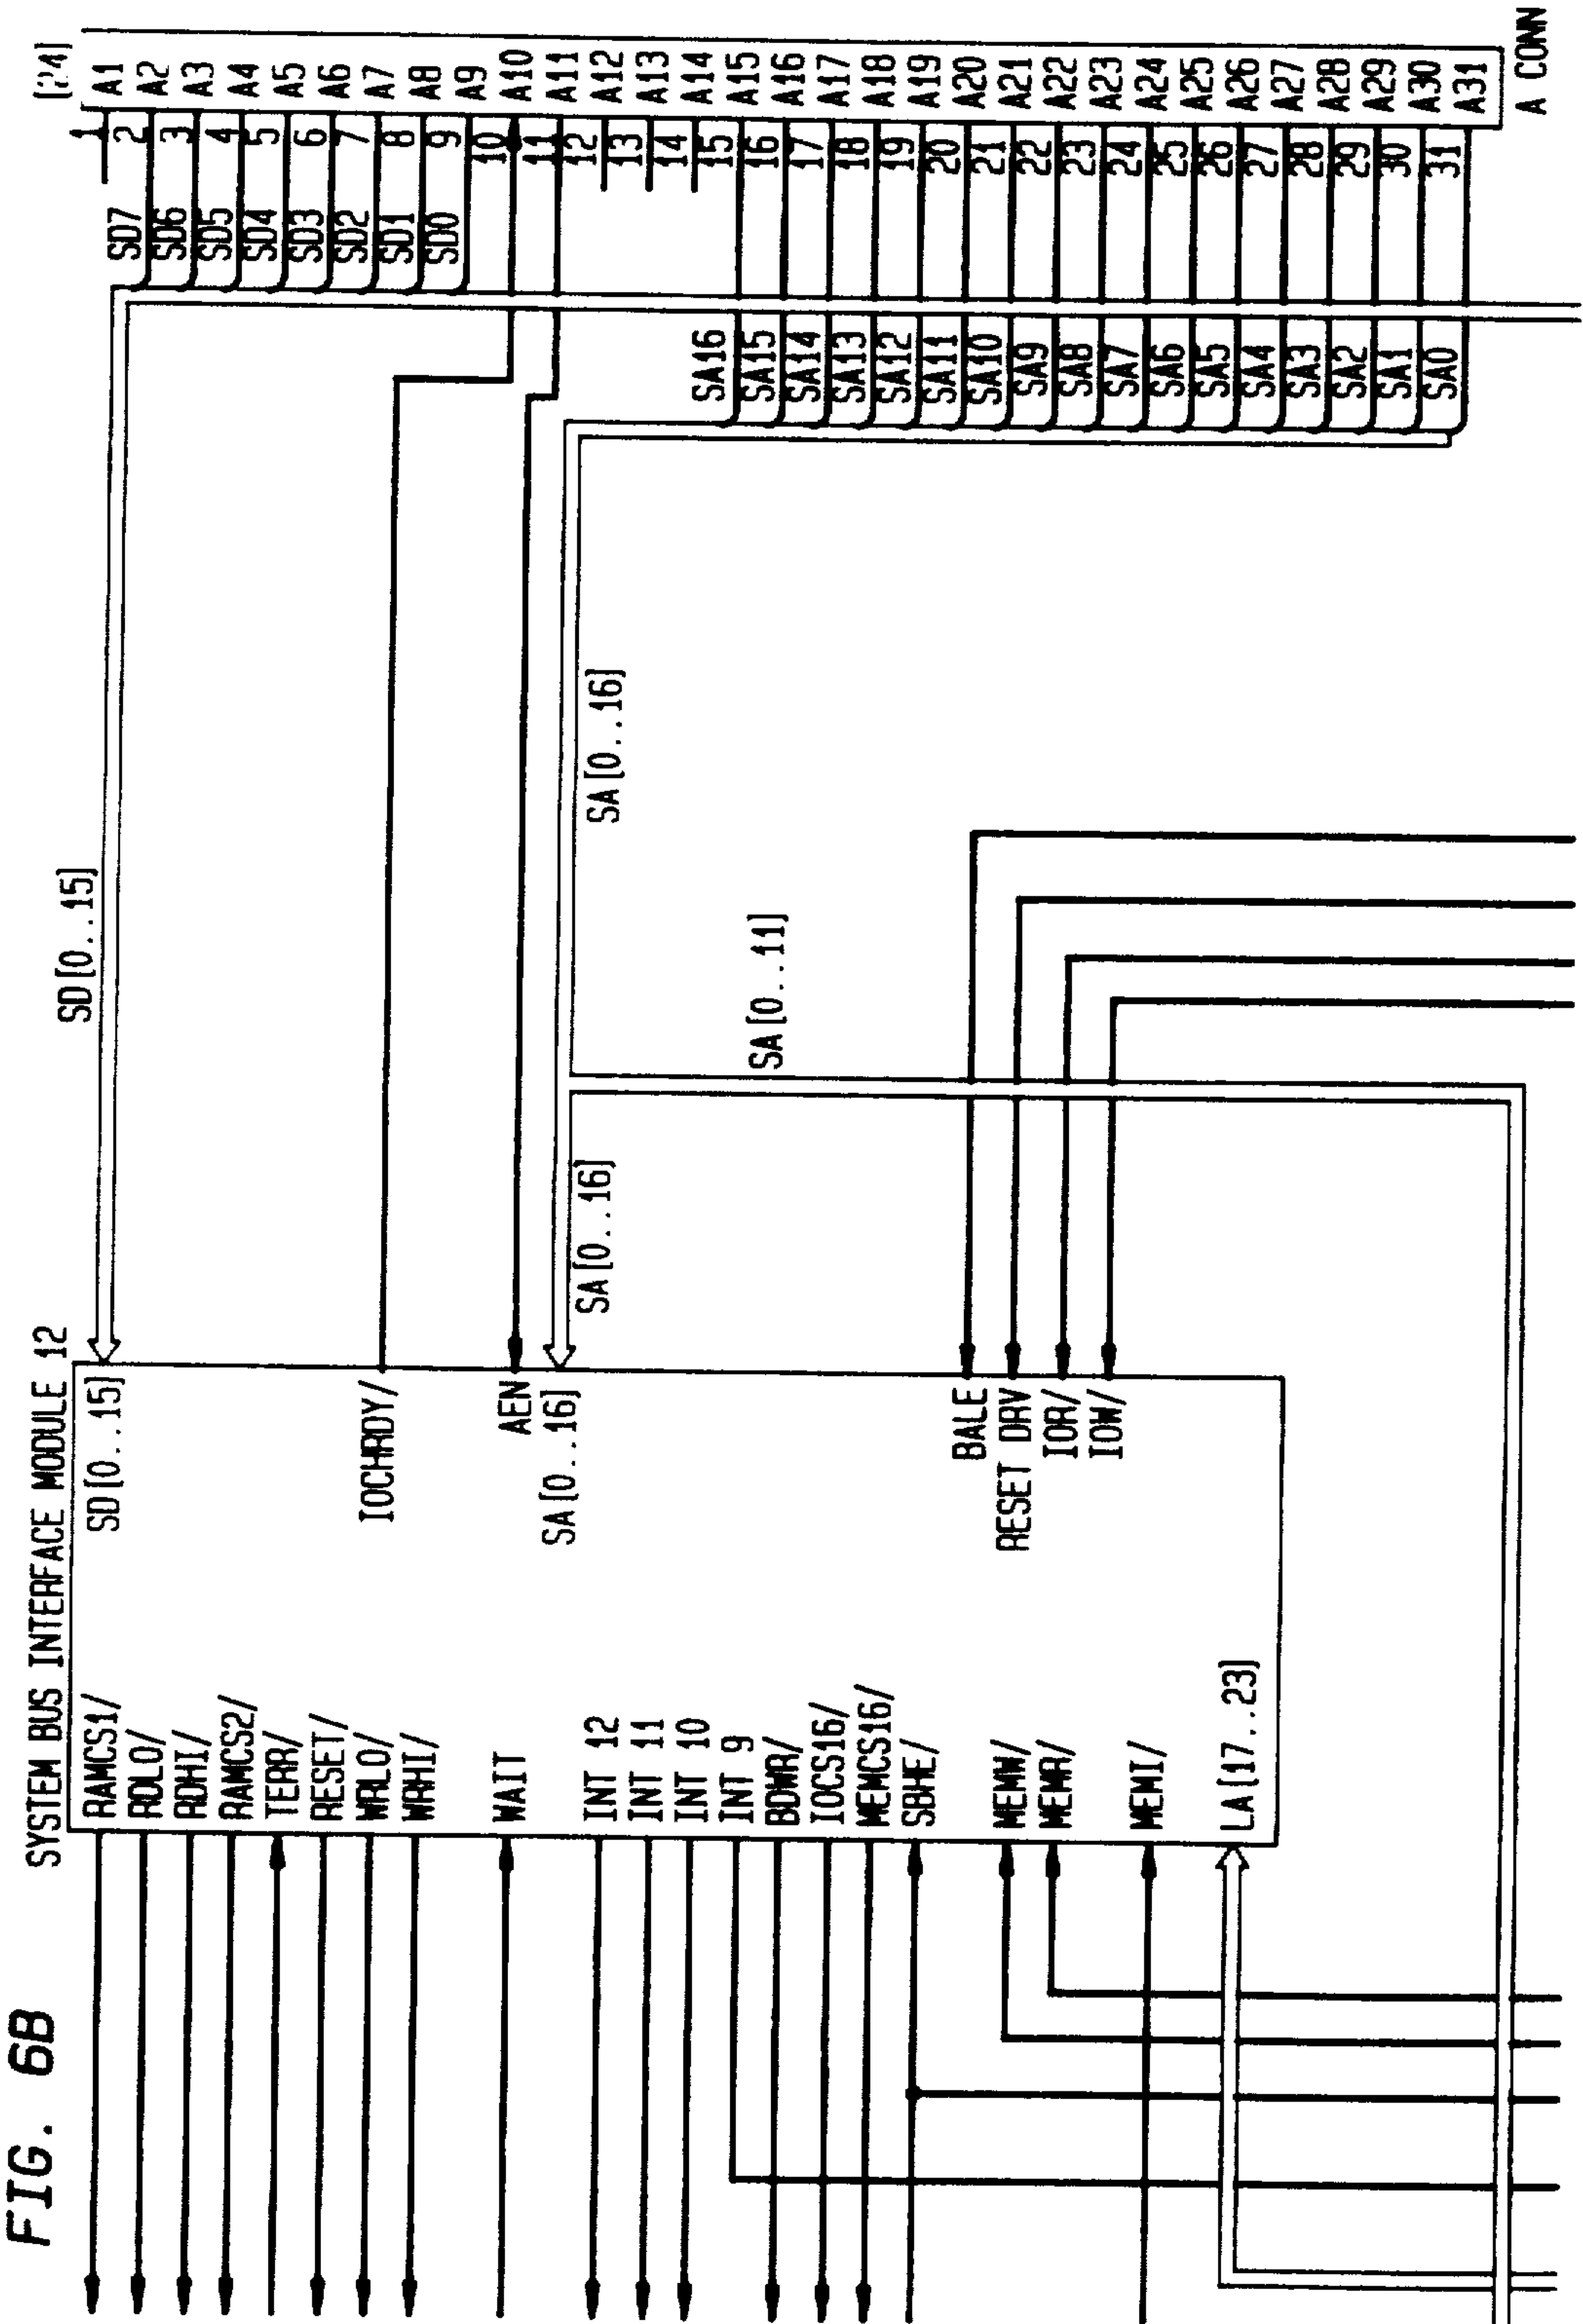 FIG. 6B
SYSTEM BUS INTERFACE MODULE 12
RAMCS1/
RDLO/
RDHI/
RAMCS2/
TERR/
RESET/
WRLO/
WRHI/
WAIT
INT 12
INT 11
INT 10
INT 9
BDWR/
IOCS16/
MEMCS16/
SBHE/
MEMW/
MEMR/
MEMI/
LA[17..23]
SD[0..15]
IOCHRDY/
AEN
SA[0..16]
BALE
RESET DRV
IOR/
IOW/
SD[0..15]
SA[0..16]
SA[0..16]
SA[0..11]
SD7
SD6
SD5
SD4
SD3
SD2
SD1
SD0
SA16
SA15
SA14
SA13
SA12
SA11
SA10
SA9
SA8
SA7
SA6
SA5
SA4
SA3
SA2
SA1
SA0
1 A1
2 A2
3 A3
4 A4
5 A5
6 A6
7 A7
8 A8
9 A9
10 A10
11 A11
12 A12
13 A13
14 A14
15 A15
16 A16
17 A17
18 A18
19 A19
20 A20
21 A21
22 A22
23 A23
24 A24
25 A25
26 A26
27 A27
28 A28
29 A29
30 A30
31 A31
A CONN